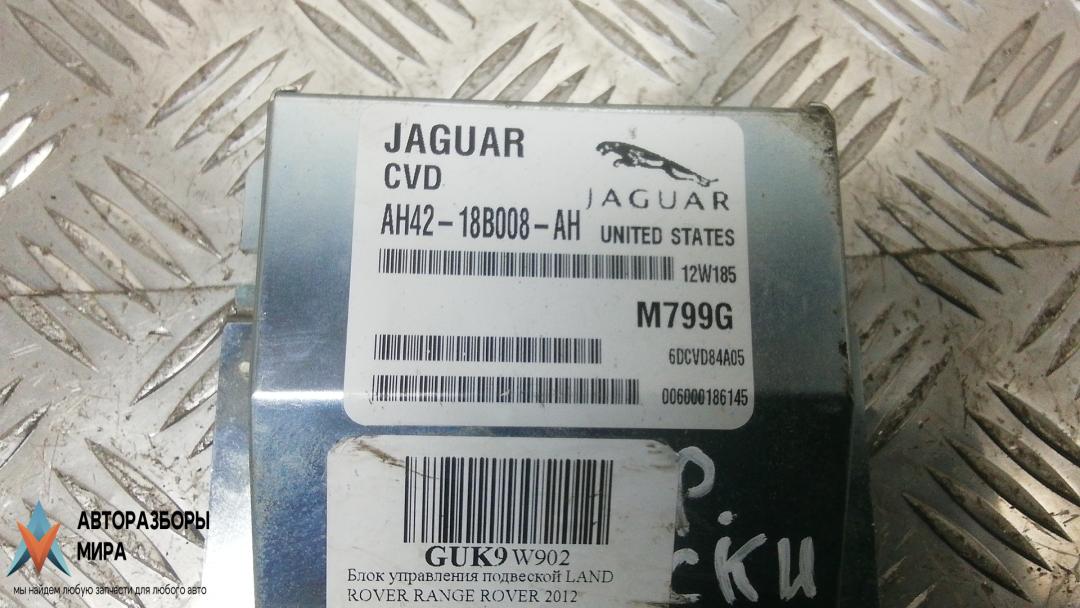 JAGUAR
CVD
JAGUAR
AH42-18B008-AH
UNITED STATES
12W185
M799G
6DCVD84A05
006000186145
GUK9 W902
Блок управления подвеской LAND
ROVER RANGE ROVER 2012
АВТОРАЗБОРЫ
МИРА
мы найдем любую запчасти для любого авто